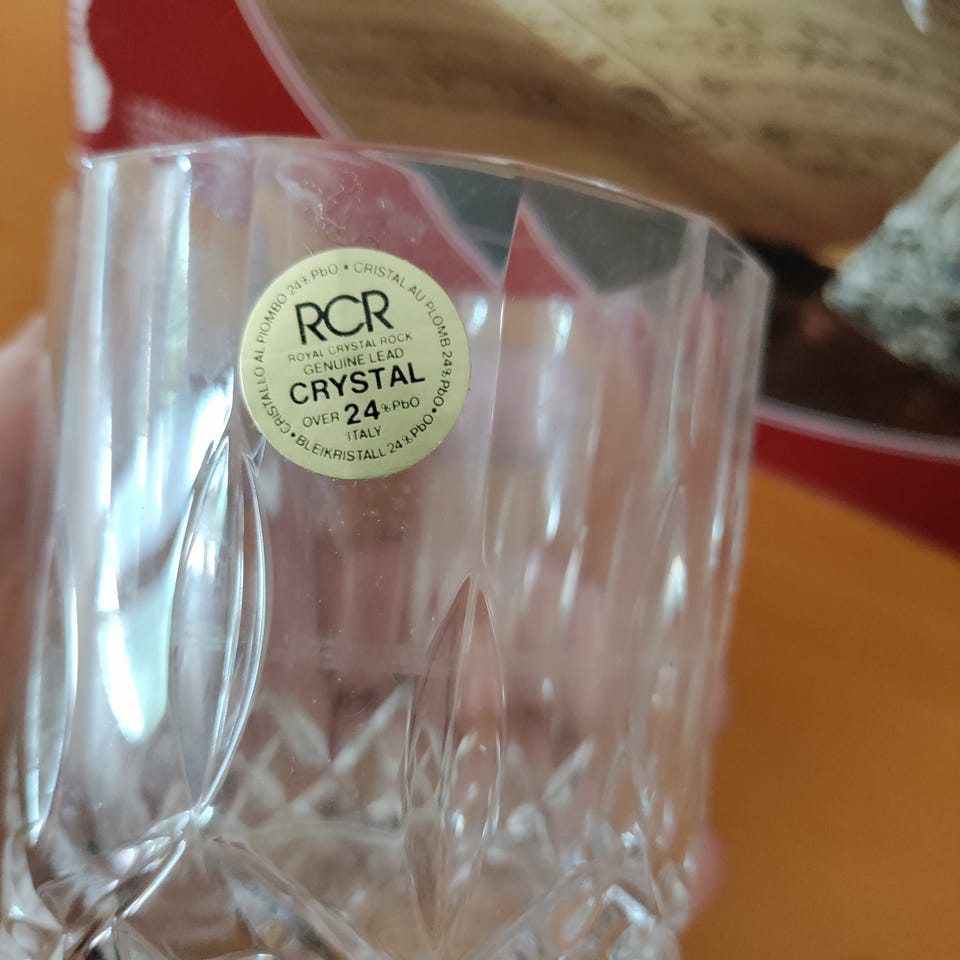 RCR
ROYAL CRYSTAL ROCK
GENUINE LEAD
CRYSTAL
OVER 24% PbO
ITALY
• CRISTALLO AL PIOMBO 24% PbO • CRISTAL AU PLOMB 24% PbO • BLEIKRISTALL 24% PbO